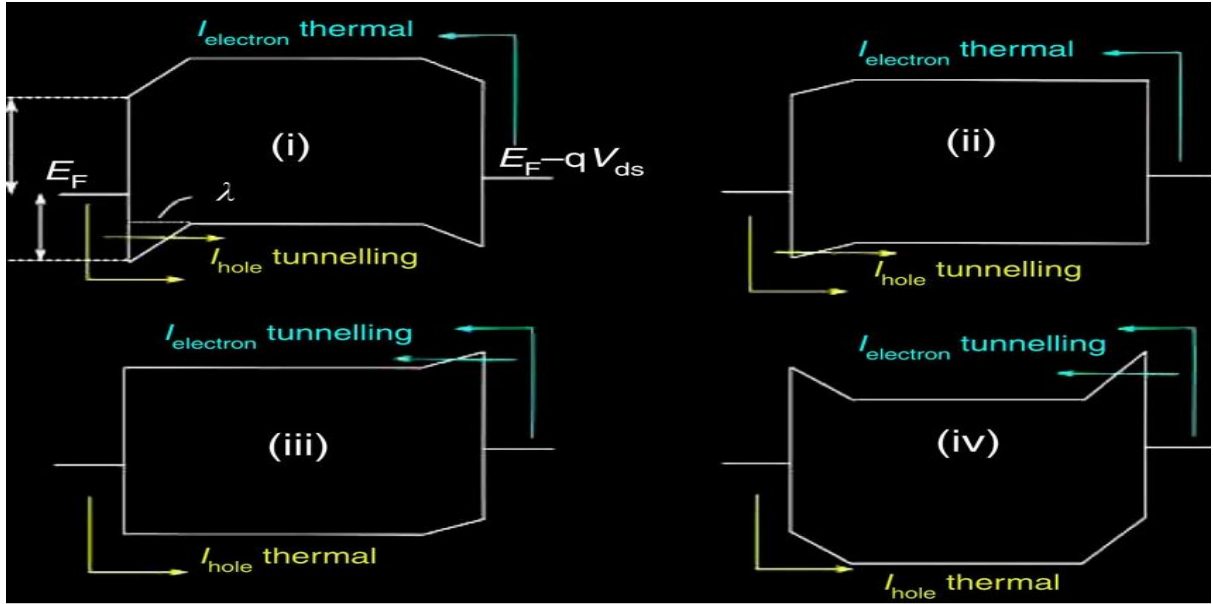 I electron thermal
(i)
E F
λ
E F – q V ds
I hole tunnelling
I electron thermal
(ii)
I hole tunnelling
I electron tunnelling
(iii)
I hole thermal
I electron tunnelling
(iv)
I hole thermal